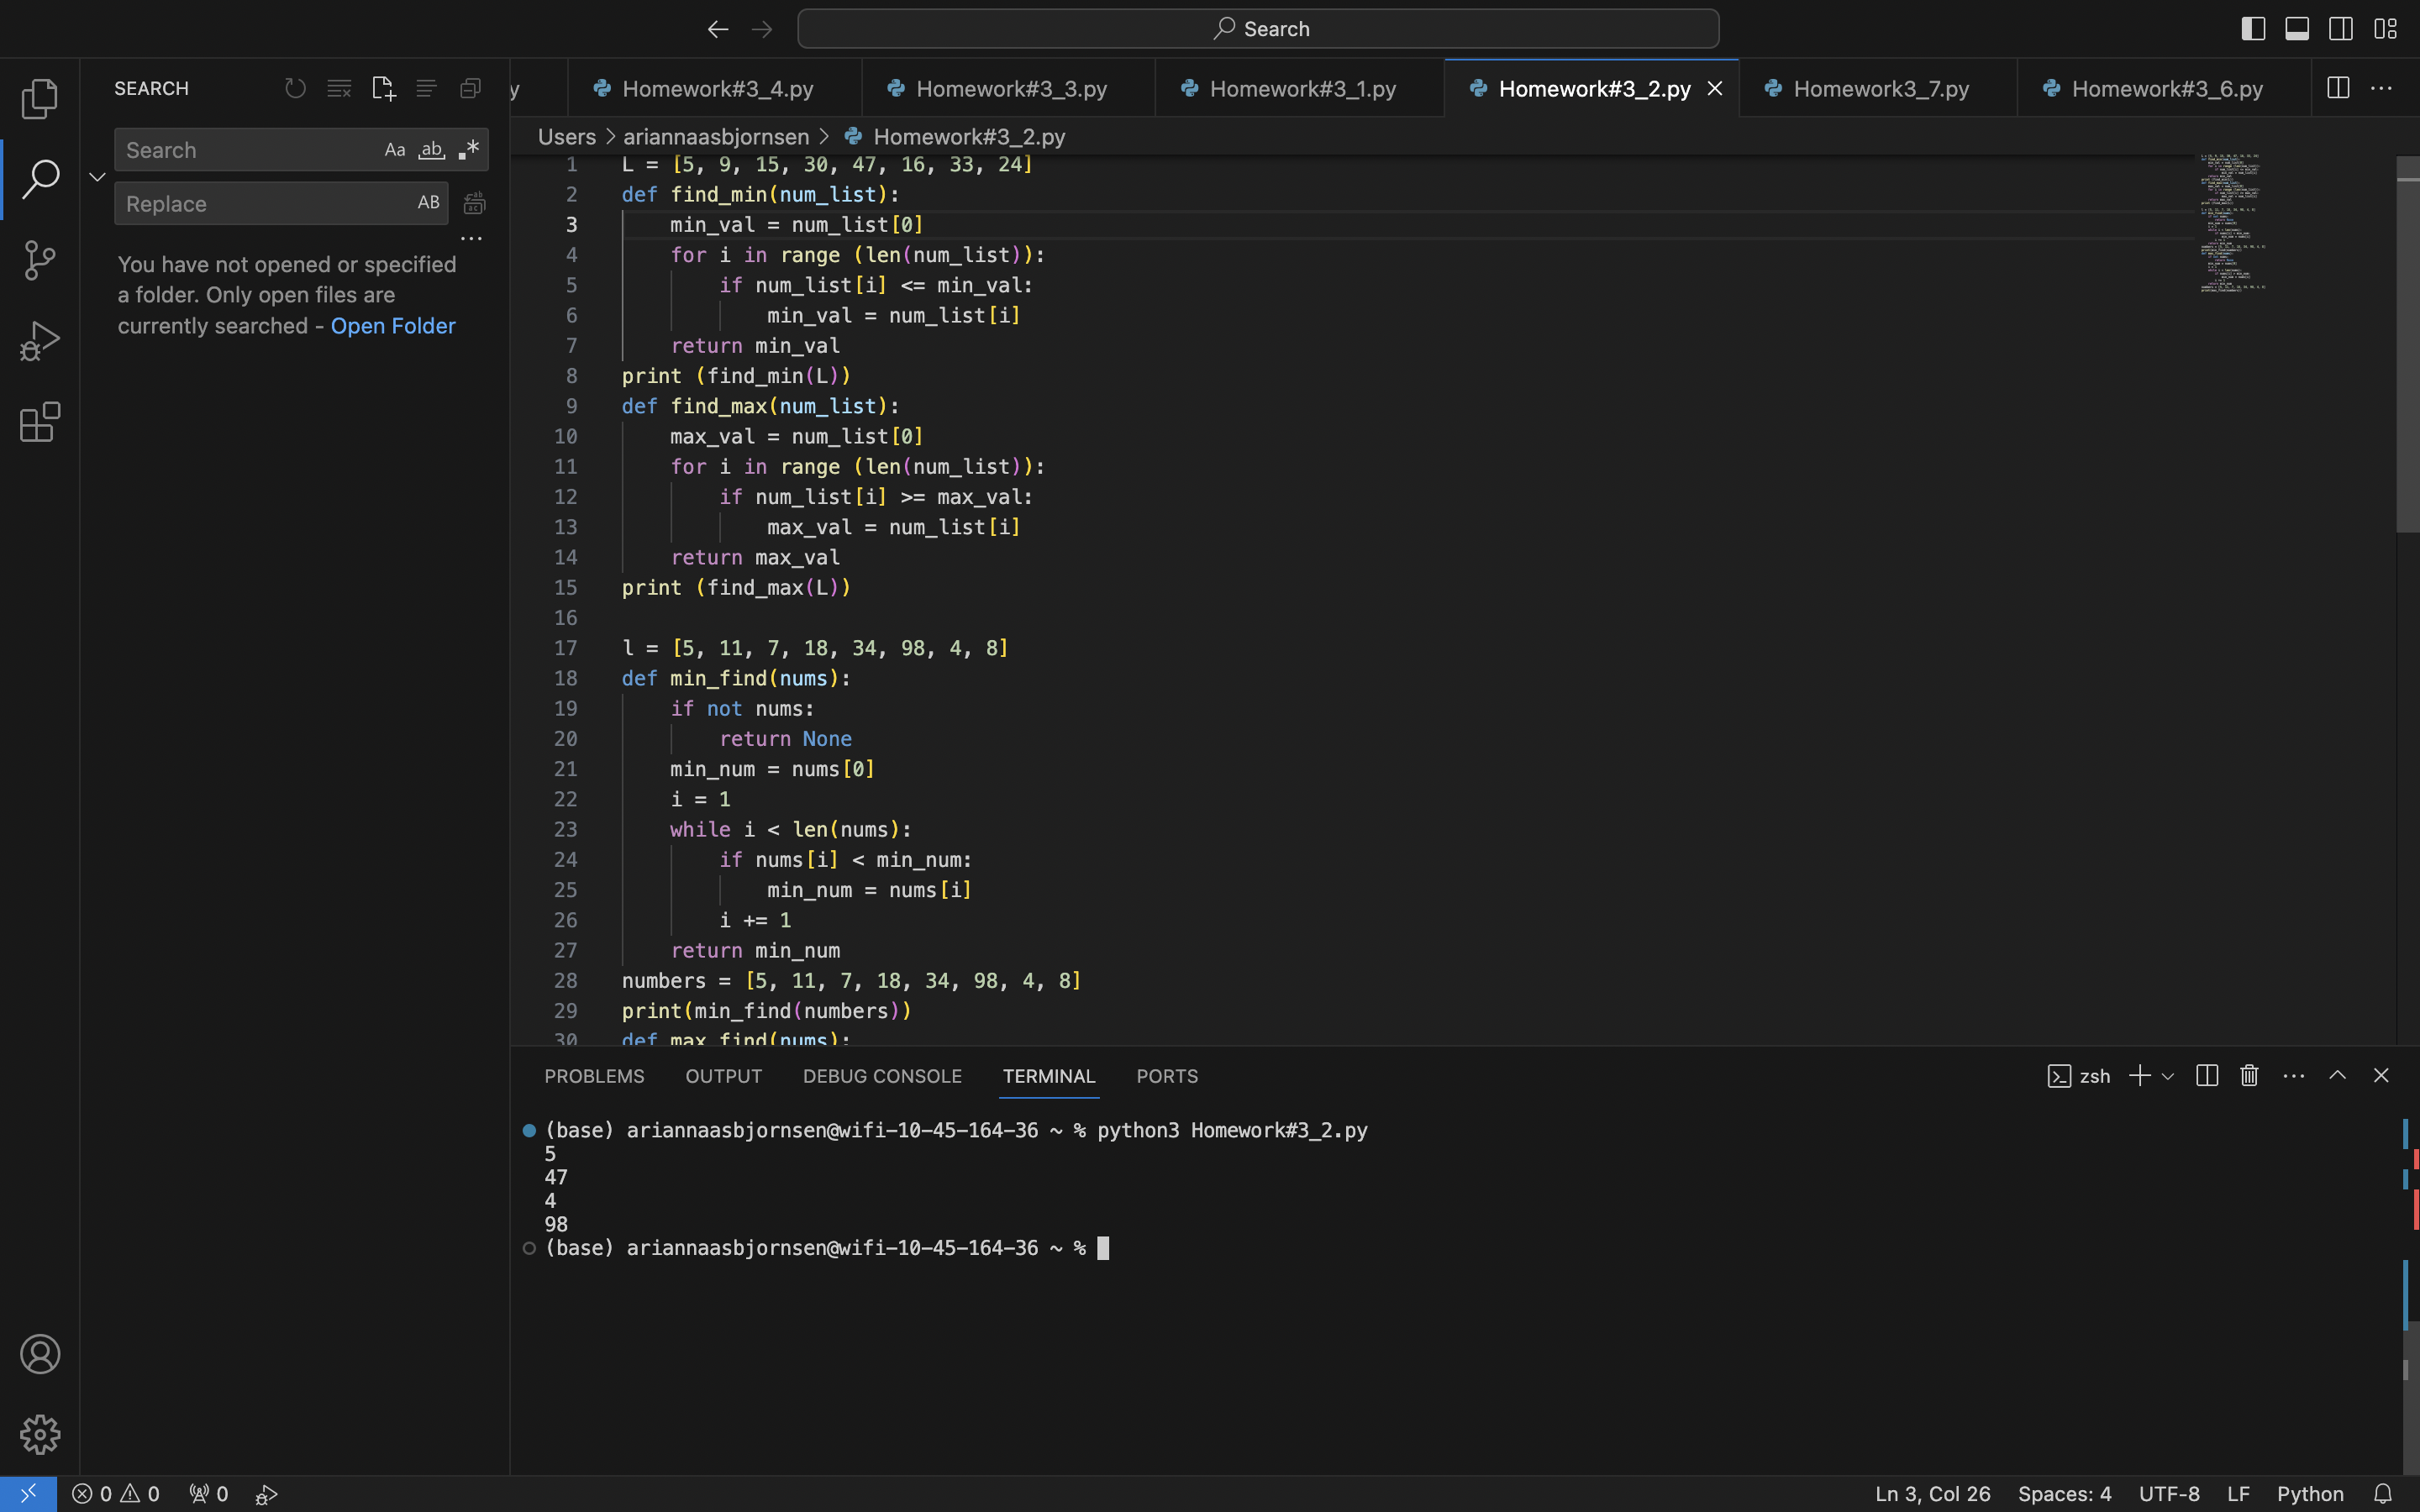 Search
SEARCH
Search
Aa
ab
Replace
AB
You have not opened or specified
a folder. Only open files are
currently searched - Open Folder
y
Homework#3_4.py
Homework#3_3.py
Homework#3_1.py
Homework#3_2.py
Homework3_7.py
Homework#3_6.py
Users > ariannaasbjornsen > Homework#3_2.py
1 L = [5, 9, 15, 30, 47, 16, 33, 24]
2 def find_min(num_list):
3     min_val = num_list[0]
4     for i in range (len(num_list)):
5         if num_list[i] <= min_val:
6             min_val = num_list[i]
7     return min_val
8 print (find_min(L))
9 def find_max(num_list):
10     max_val = num_list[0]
11     for i in range (len(num_list)):
12         if num_list[i] >= max_val:
13             max_val = num_list[i]
14     return max_val
15 print (find_max(L))
16
17 l = [5, 11, 7, 18, 34, 98, 4, 8]
18 def min_find(nums):
19     if not nums:
20         return None
21     min_num = nums[0]
22     i = 1
23     while i < len(nums):
24         if nums[i] < min_num:
25             min_num = nums[i]
26         i += 1
27     return min_num
28 numbers = [5, 11, 7, 18, 34, 98, 4, 8]
29 print(min_find(numbers))
30 def max_find(nums):
PROBLEMS OUTPUT DEBUG CONSOLE TERMINAL PORTS
zsh
(base) ariannaasbjornsen@wifi-10-45-164-36 ~ % python3 Homework#3_2.py
5
47
4
98
(base) ariannaasbjornsen@wifi-10-45-164-36 ~ %
0 0 0
Ln 3, Col 26 Spaces: 4 UTF-8 LF Python